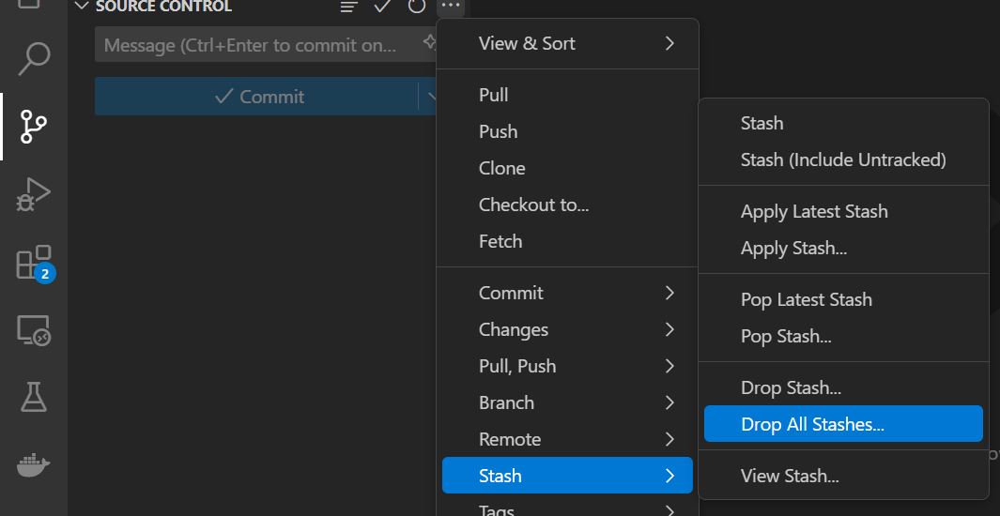 SOURCE CONTROL
Message (Ctrl+Enter to commit on...
Commit
2
View & Sort
Pull
Push
Clone
Checkout to...
Fetch
Commit
Changes
Pull, Push
Branch
Remote
Stash
Tags
Stash
Stash (Include Untracked)
Apply Latest Stash
Apply Stash...
Pop Latest Stash
Pop Stash...
Drop Stash...
Drop All Stashes...
View Stash...